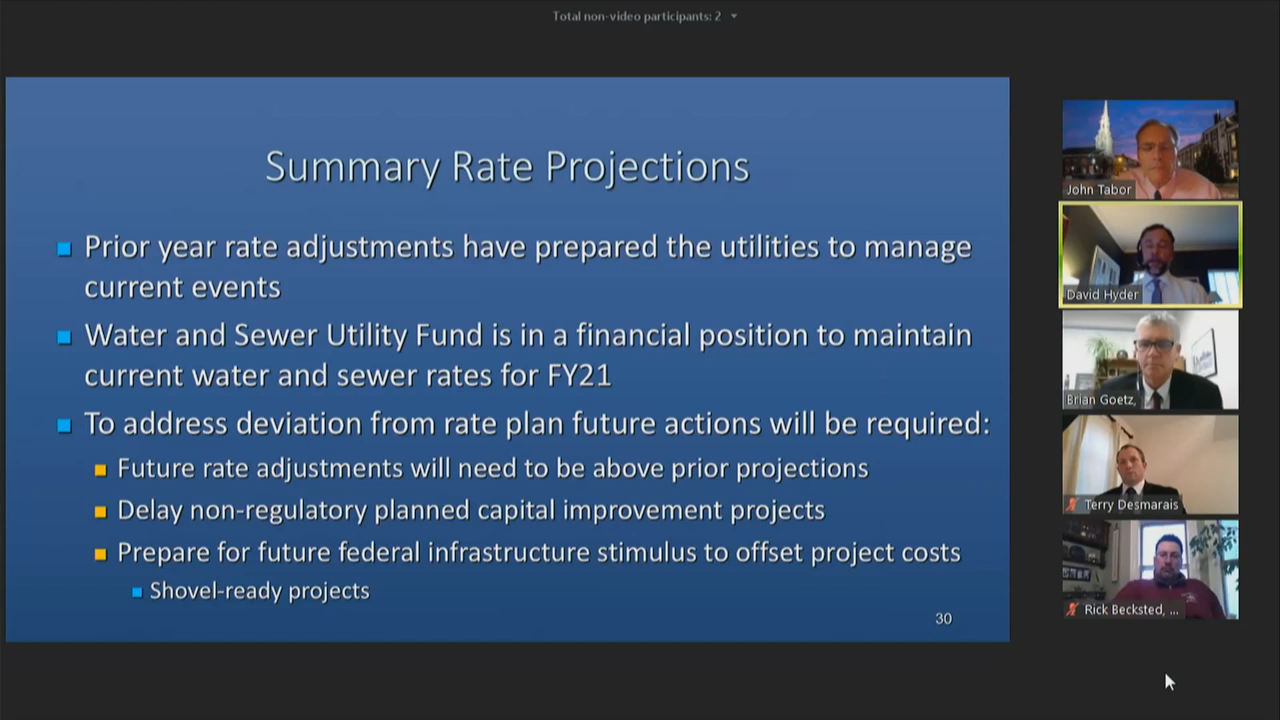 Total non-video participants: 2
Summary Rate Projections
Prior year rate adjustments have prepared the utilities to manage
current events
Water and Sewer Utility Fund is in a financial position to maintain
current water and sewer rates for FY21
To address deviation from rate plan future actions will be required:
Future rate adjustments will need to be above prior projections
Delay non-regulatory planned capital improvement projects
Prepare for future federal infrastructure stimulus to offset project costs
Shovel-ready projects
30
John Tabor
David Hyder
Brian Goetz,
Terry Desmarais
Rick Becksted, ...